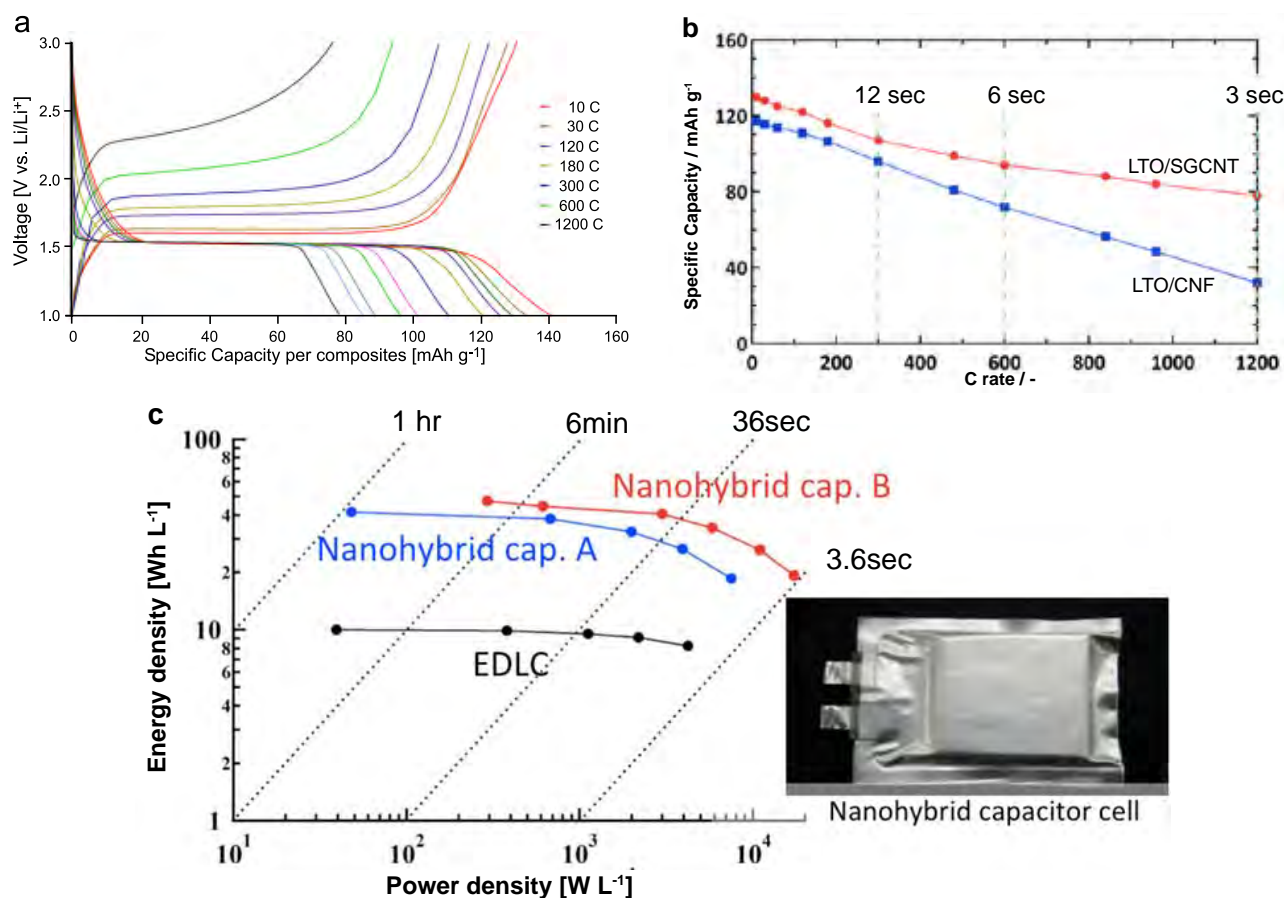 a
3.0
2.5
2.0
1.5
1.0
Voltage [V vs. Li/Li⁺]
0
20
40
60
80
100
120
140
160
Specific Capacity per composites [mAh g⁻¹]
10 C
30 C
120 C
180 C
300 C
600 C
1200 C
b
160
120
80
40
0
Specific Capacity / mAh g⁻¹
0
200
400
600
800
1000
1200
C rate / -
12 sec
6 sec
3 sec
LTO/SGCNT
LTO/CNF
c
1 hr
6min
36sec
3.6sec
100
8
6
4
2
10
8
6
4
2
1
Energy density [Wh L⁻¹]
10¹
10²
10³
10⁴
Power density [W L⁻¹]
Nanohybrid cap. B
Nanohybrid cap. A
EDLC
Nanohybrid capacitor cell